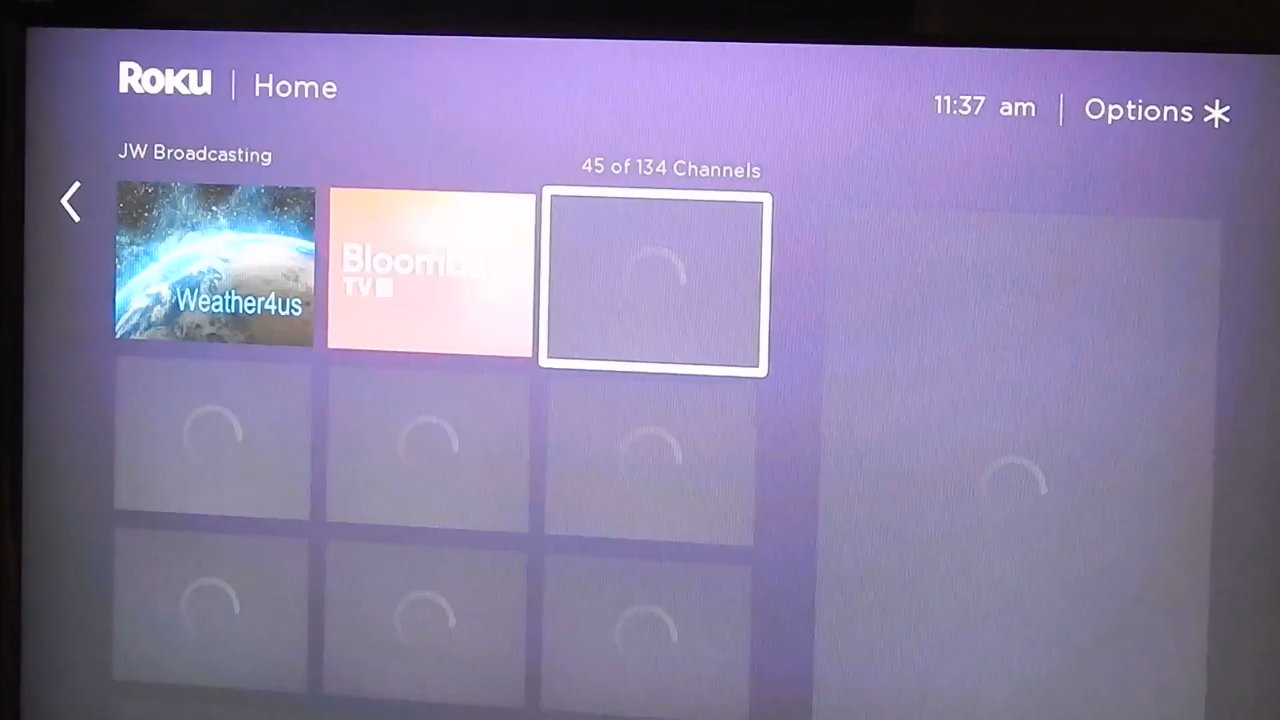 Roku | Home
11:37 am | Options *
JW Broadcasting
45 of 134 Channels
Weather4us
TV